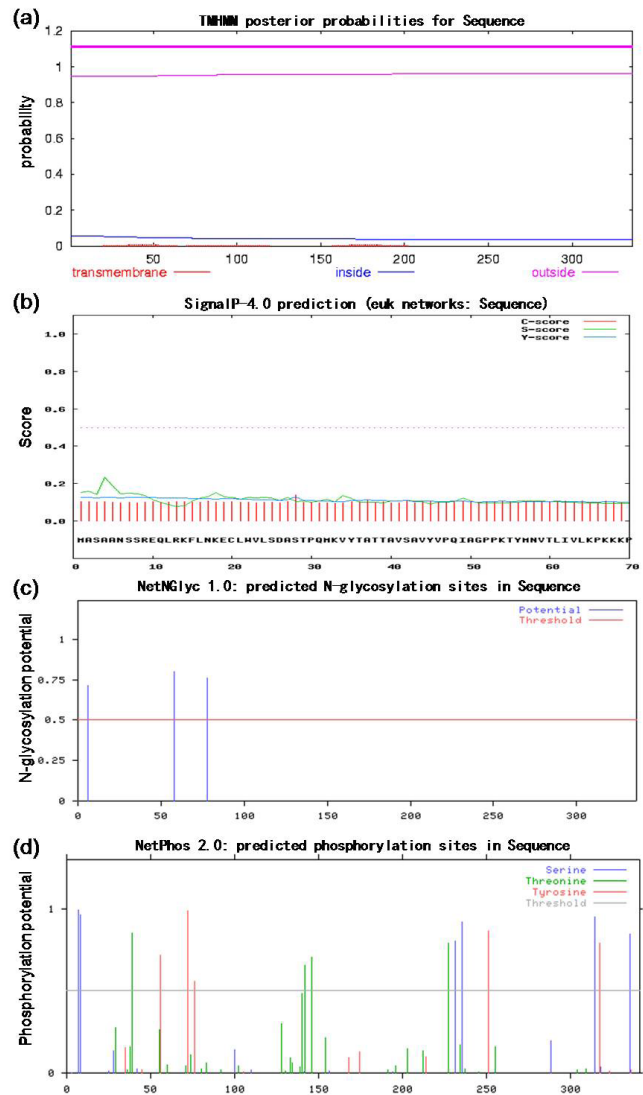 (a)
TMHMM posterior probabilities for Sequence
1.2
1
0.8
0.6
0.4
0.2
0
probability
50 100 150 200 250 300
transmembrane inside outside
(b)
SignalP-4.0 prediction (euk networks: Sequence)
C-score
S-score
Y-score
1.0
0.8
0.6
0.4
0.2
0.0
Score
MASAANSSREQLRKFLNKECLWVLSDASTPQMKVYTATTAVSAVYVPQIAGPPKTYMNVTLIVLKPKKKP
0 10 20 30 40 50 60 70
(c)
NetNGlyc 1.0: predicted N-glycosylation sites in Sequence
Potential
Threshold
1
0.75
0.5
0.25
0
N-glycosylation potential
0 50 100 150 200 250 300
(d)
NetPhos 2.0: predicted phosphorylation sites in Sequence
Serine
Threonine
Tyrosine
Threshold
1
0.5
0
Phosphorylation potential
0 50 100 150 200 250 300